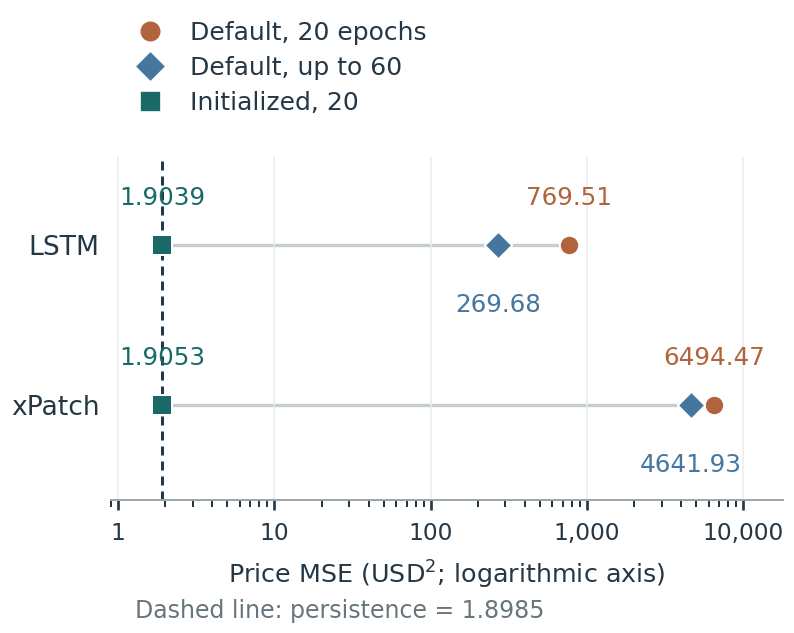 Default, 20 epochs
Default, up to 60
Initialized, 20
1.9039
769.51
LSTM
269.68
1.9053
6494.47
xPatch
4641.93
1 10 100 1,000 10,000
Price MSE (USD²; logarithmic axis)
Dashed line: persistence = 1.8985